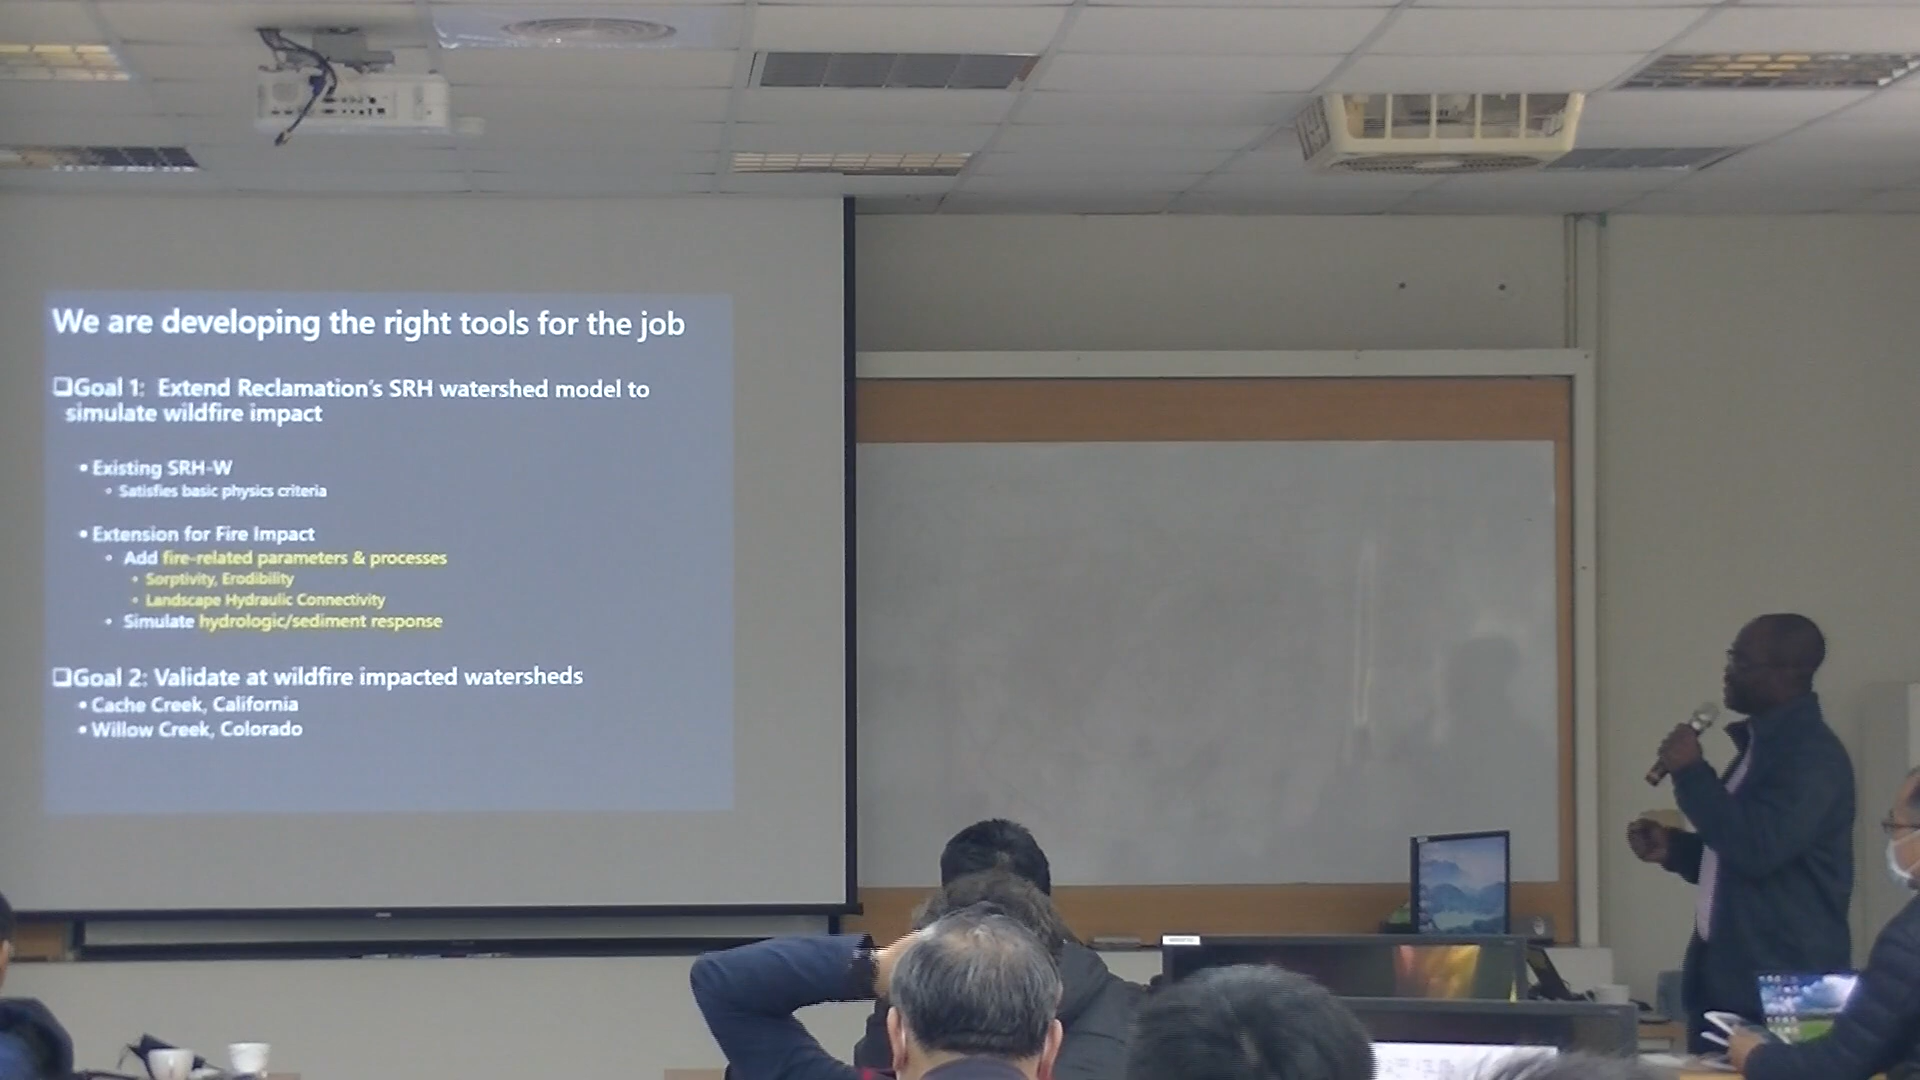 We are developing the right tools for the job
❑Goal 1: Extend Reclamation's SRH watershed model to
simulate wildfire impact
• Existing SRH-W
• Satisfies basic physics criteria
• Extension for Fire Impact
• Add fire-related parameters & processes
• Sorptivity, Erodibility
• Landscape Hydraulic Connectivity
• Simulate hydrologic/sediment response
❑Goal 2: Validate at wildfire impacted watersheds
• Cache Creek, California
• Willow Creek, Colorado